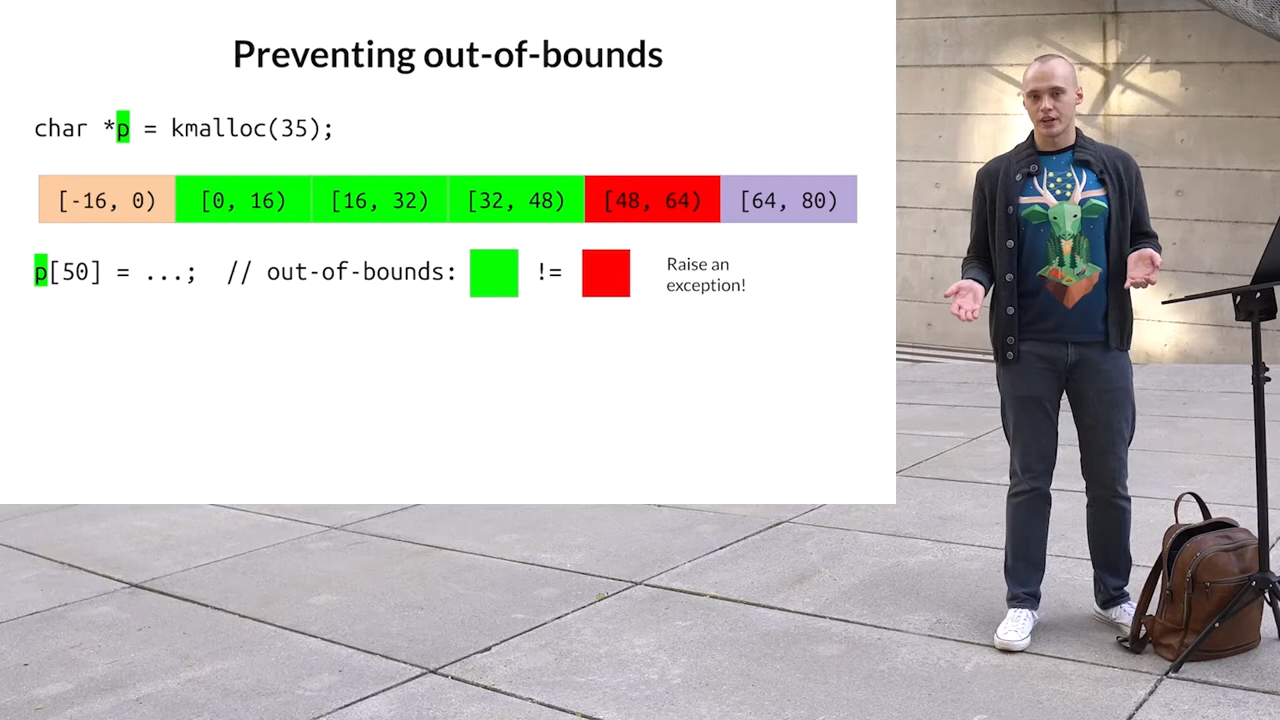 Preventing out-of-bounds
char *p = kmalloc(35);
[-16, 0) [0, 16) [16, 32) [32, 48) [48, 64) [64, 80)
p[50] = ...; // out-of-bounds: != Raise an
exception!